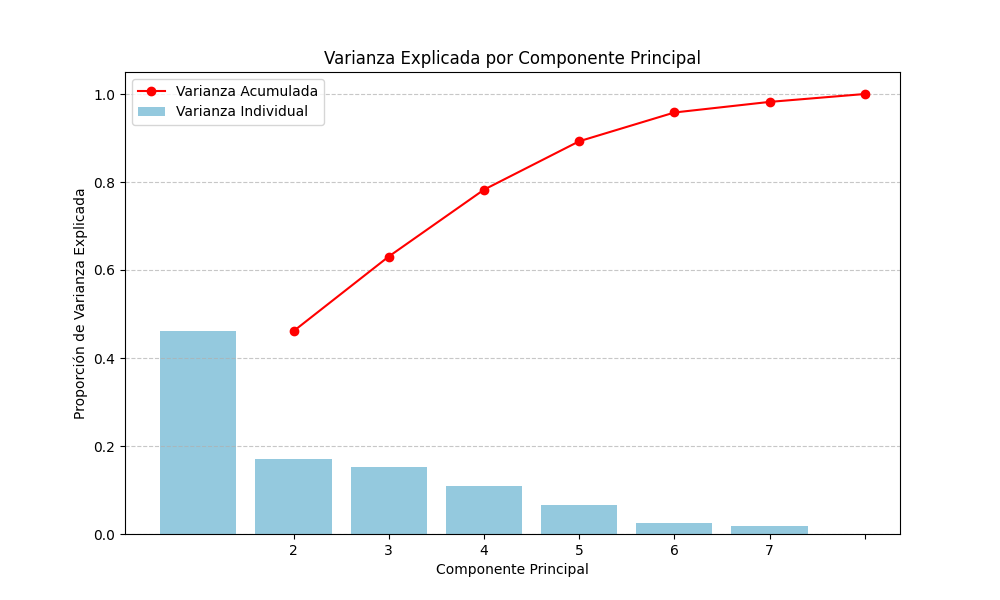 Varianza Explicada por Componente Principal
Varianza Acumulada
Varianza Individual
Proporción de Varianza Explicada
1.0
0.8
0.6
0.4
0.2
0.0
2 3 4 5 6 7
Componente Principal